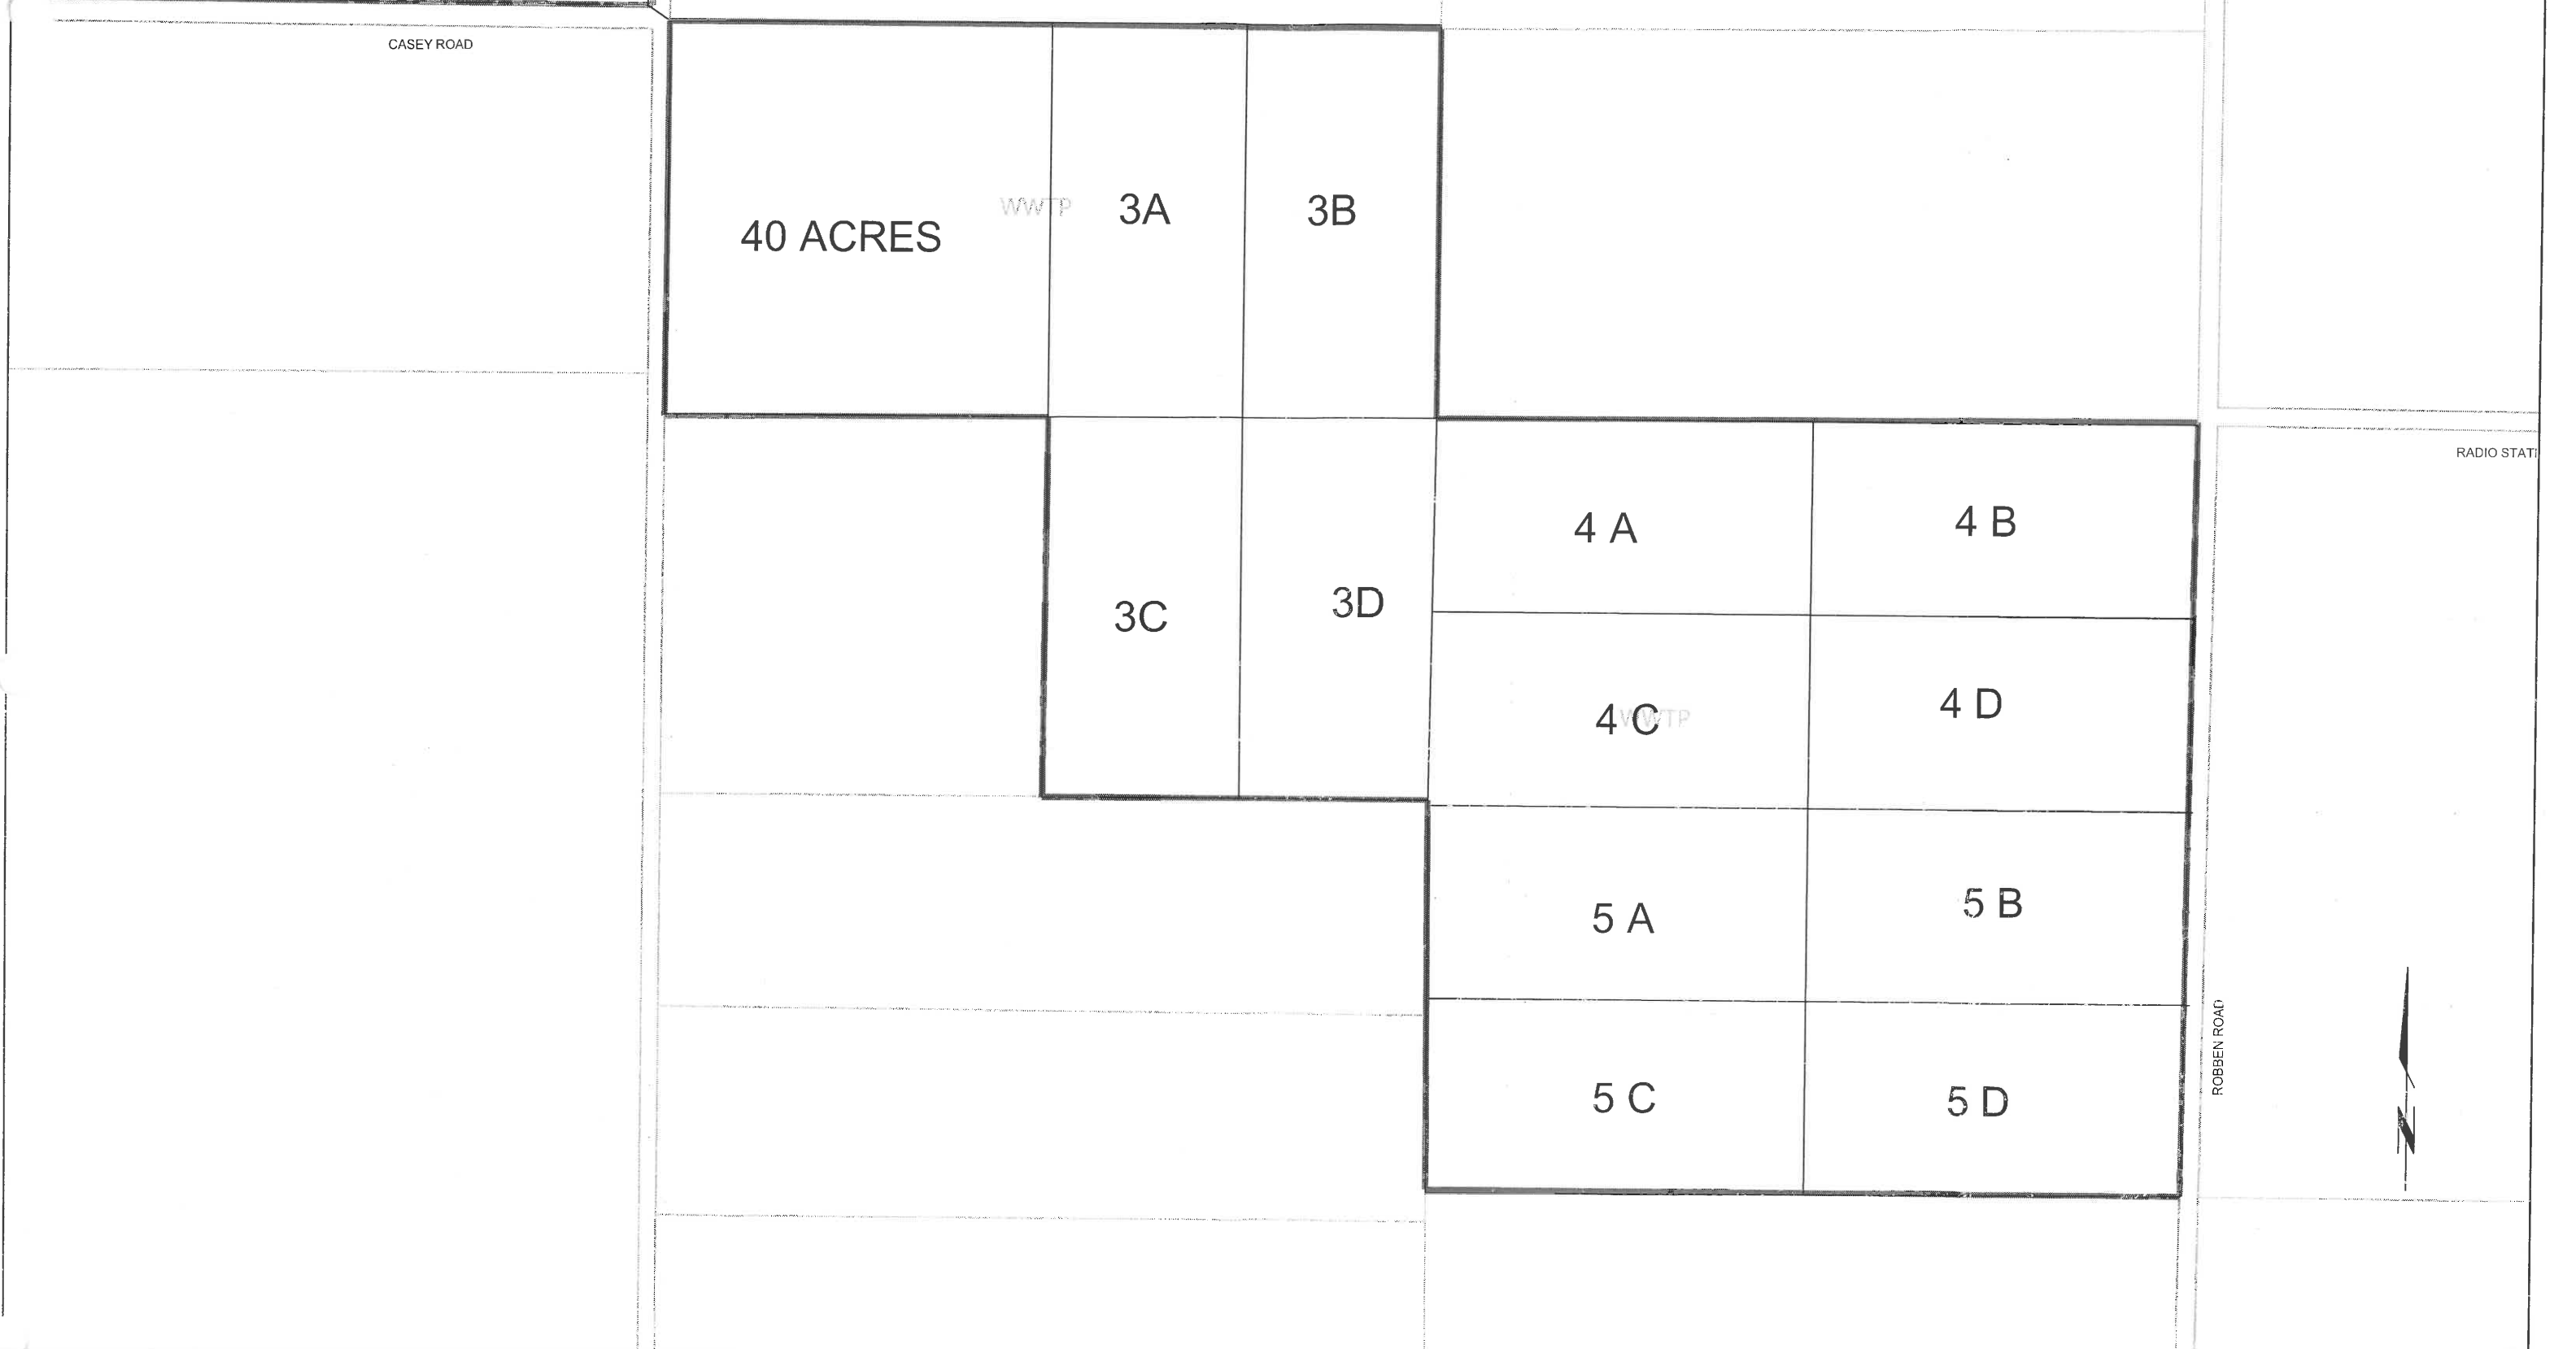 CASEY ROAD
40 ACRES
WWTP
3A
3B
RADIO STATI
4 A
4 B
3C
3D
4 C
WWTP
4 D
5 A
5 B
ROBBEN ROAD
5 C
5 D
N